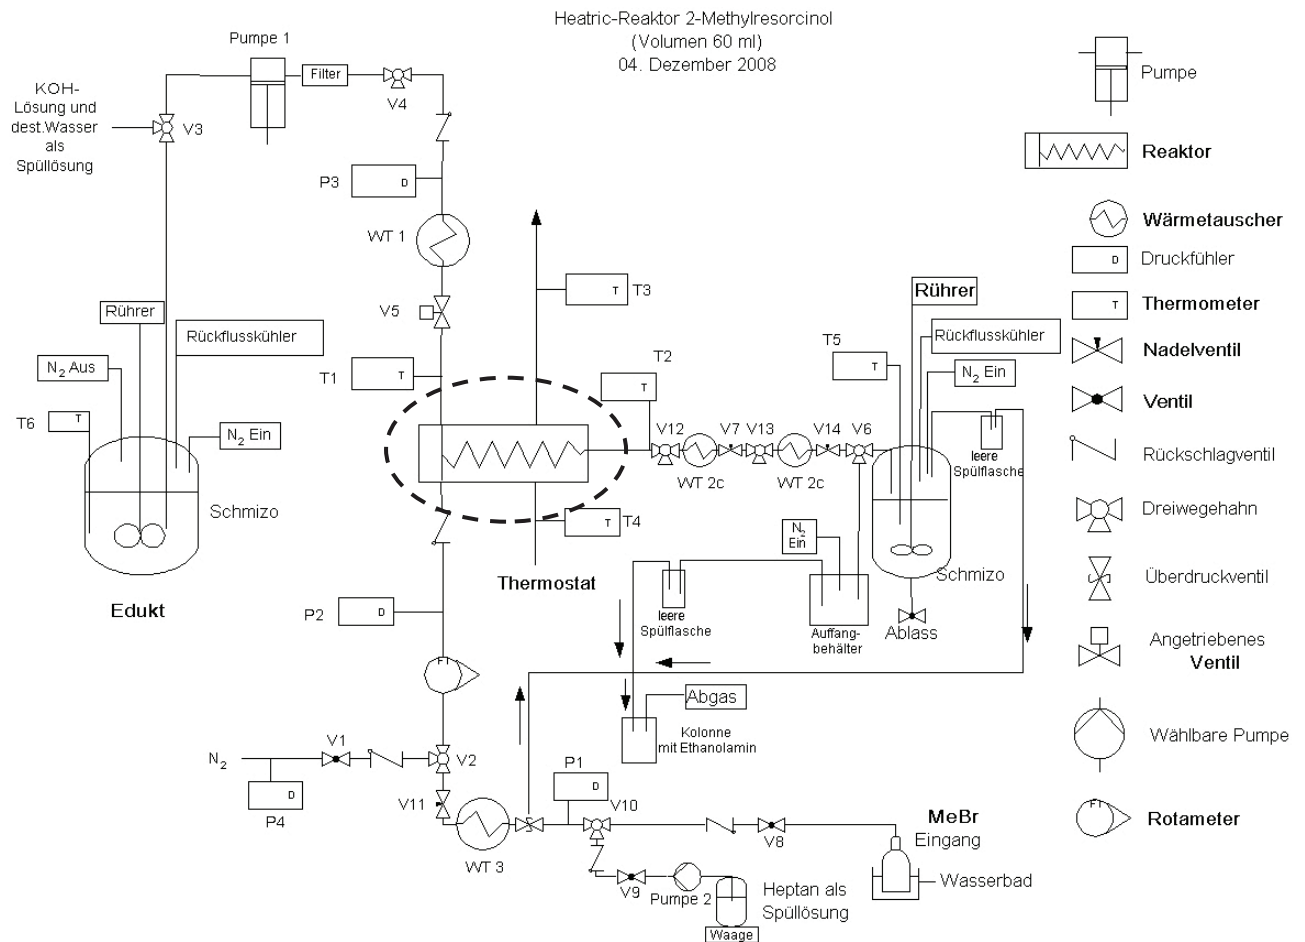 Heatric-Reaktor 2-Methylresorcinol
(Volumen 60 ml)
04. Dezember 2008
Pumpe 1
Filter
V4
KOH-
Lösung und
dest.Wasser
als
Spüllösung
V3
P3
D
WT 1
V5
T1
T
T
T3
T2
T
Rührer
Rückflusskühler
N2 Aus
T6
T
N2 Ein
Schmizo
Edukt
T
T4
Thermostat
V12
V7
V13
V14
V6
WT 2c
WT 2c
T5
T
Rührer
Rückflusskühler
N2 Ein
leere
Spülflasche
Schmizo
Ablass
N2
Ein
Auffang-
behälter
leere
Spülflasche
Abgas
Kolonne
mit Ethanolamin
P2
D
FI
N2
V1
V2
P4
D
V11
WT 3
P1
D
V10
V8
MeBr
Eingang
Wasserbad
V9
Pumpe 2
Heptan als
Spüllösung
Waage
Pumpe
Reaktor
Wärmetauscher
D
Druckfühler
T
Thermometer
Nadelventil
Ventil
Rückschlagventil
Dreiwegehahn
Überdruckventil
Angetriebenes
Ventil
Wählbare Pumpe
FI
Rotameter